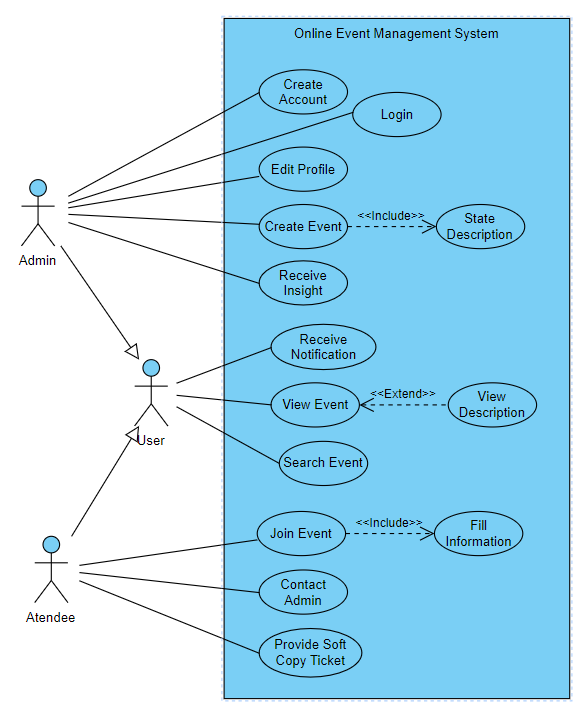 Online Event Management System
Create
Account
Login
Edit Profile
Admin
Create Event
<<Include>>
State
Description
Receive
Insight
Receive
Notification
User
View Event
<<Extend>>
View
Description
Search Event
Atendee
Join Event
<<Include>>
Fill
Information
Contact
Admin
Provide Soft
Copy Ticket